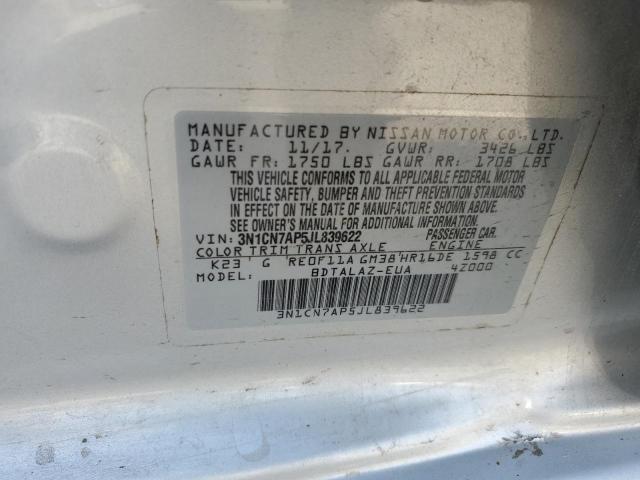 MANUFACTURED BY NISSAN MOTOR CO., LTD.
DATE: 11/17. GVWR: 3426 LBS
GAWR FR: 1750 LBS GAWR RR: 1708 LBS
THIS VEHICLE CONFORMS TO ALL APPLICABLE FEDERAL MOTOR
VEHICLE SAFETY, BUMPER AND THEFT PREVENTION STANDARDS
IN EFFECT ON THE DATE OF MANUFACTURE SHOWN ABOVE.
SEE OWNER'S MANUAL FOR ADDITIONAL INFORMATION
VIN: 3N1CN7AP5JL839622 PASSENGER CAR.
COLOR TRIM TRANS AXLE ENGINE
K23 G RE0F11A GM38 HR16DE 1598 CC
MODEL: BDTALAZ-EUA 4Z000
3N1CN7AP5JL839622